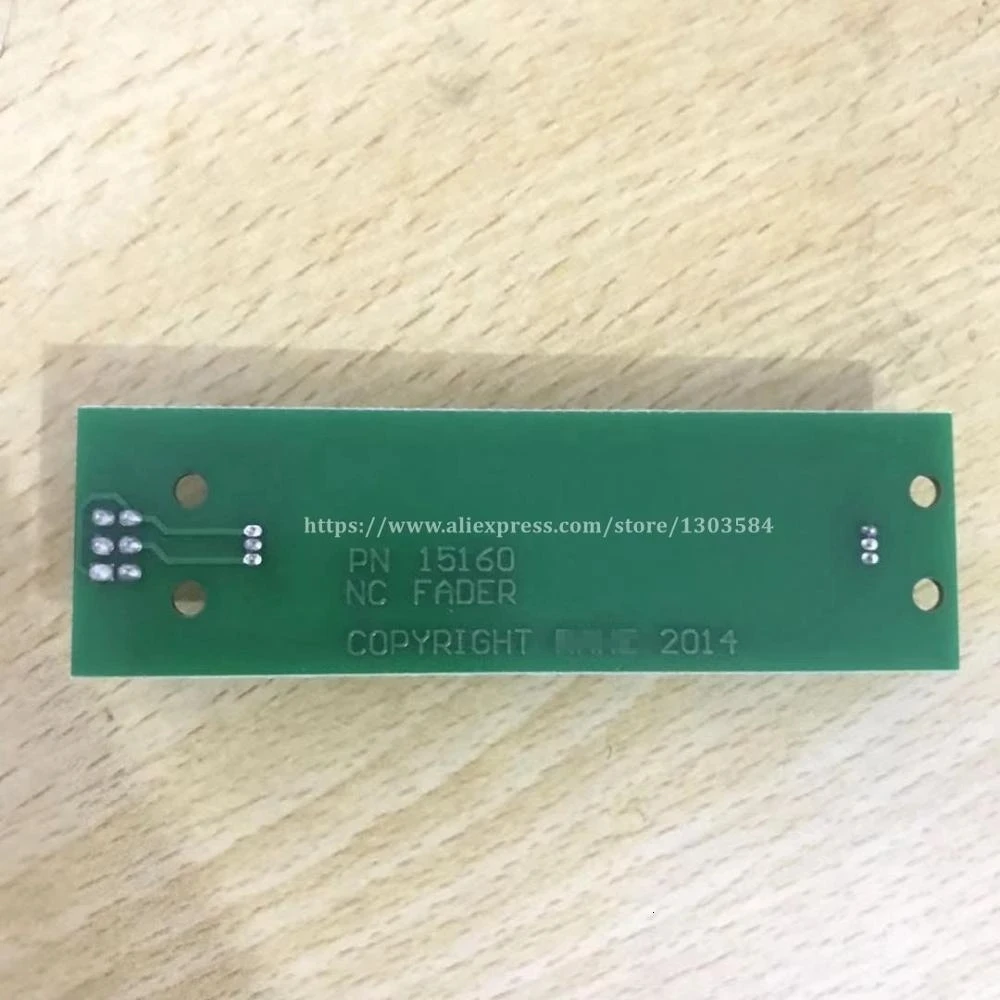 https://www.aliexpress.com/store/1303584
PN 15160
NC FADER
COPYRIGHT 2014